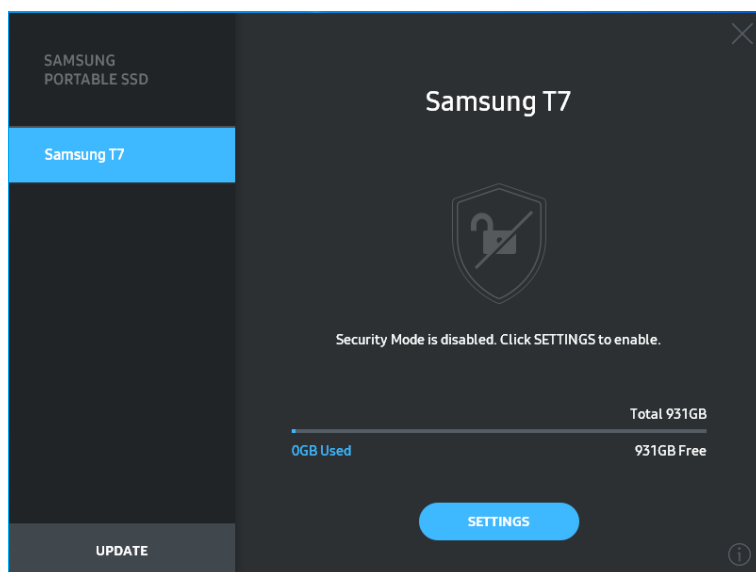 SAMSUNG
PORTABLE SSD
Samsung T7
Samsung T7
Security Mode is disabled. Click SETTINGS to enable.
Total 931GB
0GB Used
931GB Free
SETTINGS
UPDATE